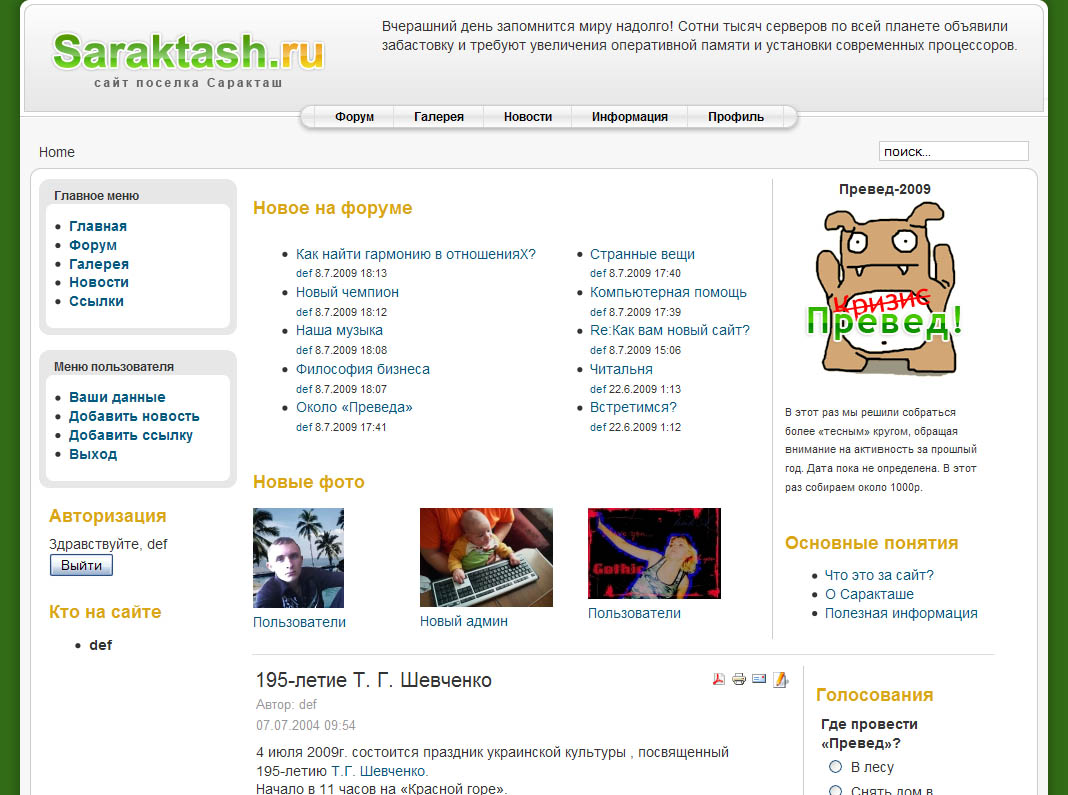 Saraktash.ru
сайт поселка Саракташ
Вчерашний день запомнится миру надолго! Сотни тысяч серверов по всей планете объявили
забастовку и требуют увеличения оперативной памяти и установки современных процессоров.
Форум
Галерея
Новости
Информация
Профиль
Home
поиск...
Главное меню
Главная
Форум
Галерея
Новости
Ссылки
Меню пользователя
Ваши данные
Добавить новость
Добавить ссылку
Выход
Авторизация
Здравствуйте, def
Выйти
Кто на сайте
def
Новое на форуме
Как найти гармонию в отношенияХ?
def 8.7.2009 18:13
Новый чемпион
def 8.7.2009 18:12
Наша музыка
def 8.7.2009 18:08
Философия бизнеса
def 8.7.2009 18:07
Около «Преведа»
def 8.7.2009 17:41
Странные вещи
def 8.7.2009 17:40
Компьютерная помощь
def 8.7.2009 17:39
Re:Как вам новый сайт?
def 8.7.2009 15:06
Читальня
def 22.6.2009 1:13
Встретимся?
def 22.6.2009 1:12
Новые фото
Gothic
Пользователи
Новый админ
Пользователи
195-летие Т. Г. Шевченко
Автор: def
07.07.2004 09:54
4 июля 2009г. состоится праздник украинской культуры , посвященный
195-летию Т.Г. Шевченко.
Начало в 11 часов на «Красной горе».
Превед-2009
Кризис
Превед!
В этот раз мы решили собраться
более «тесным» кругом, обращая
внимание на активность за прошлый
год. Дата пока не определена. В этот
раз собираем около 1000р.
Основные понятия
Что это за сайт?
О Саракташе
Полезная информация
Голосования
Где провести
«Превед»?
В лесу
Снять дом в